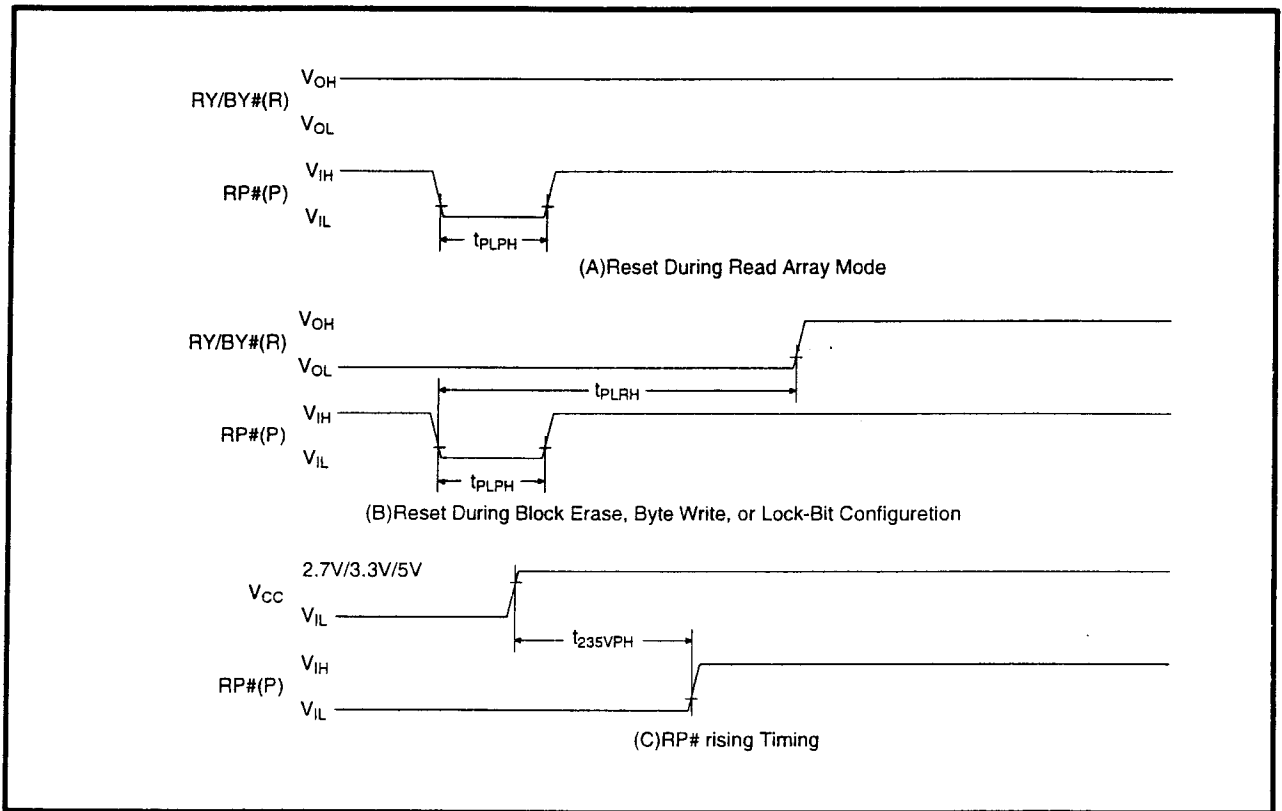 RY/BY#(R) VOH
VOL
RP#(P) VIH
VIL
tPLPH
(A)Reset During Read Array Mode
RY/BY#(R) VOH
VOL
tPLRH
RP#(P) VIH
VIL
tPLPH
(B)Reset During Block Erase, Byte Write, or Lock-Bit Configuretion
VCC 2.7V/3.3V/5V
VIL
t235VPH
RP#(P) VIH
VIL
(C)RP# rising Timing